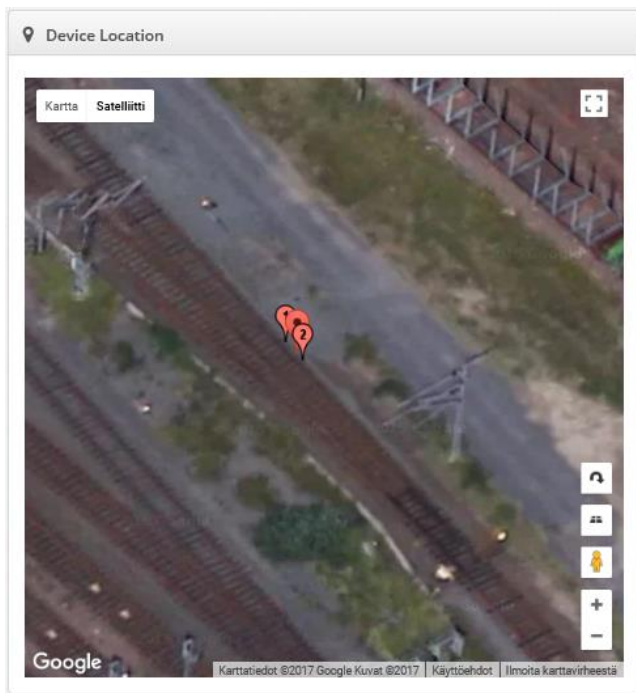 Device Location
Kartta Satelliitti
1
2
Google
Karttatiedot ©2017 Google Kuvat ©2017 Käyttöehdot Ilmoita karttavirheestä